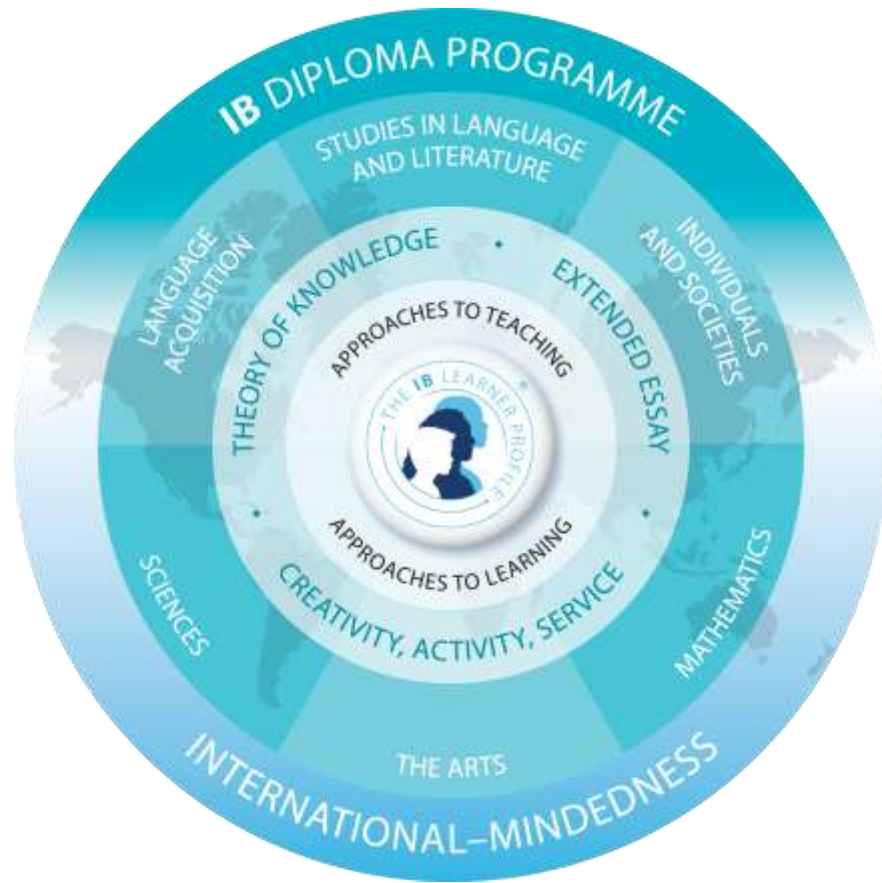 IB DIPLOMA PROGRAMME
STUDIES IN LANGUAGE
AND LITERATURE
LANGUAGE
ACQUISITION
INDIVIDUALS
AND SOCIETIES
THEORY OF KNOWLEDGE
•
EXTENDED ESSAY
APPROACHES TO TEACHING
• THE IB LEARNER PROFILE •
®
APPROACHES TO LEARNING
•
CREATIVITY, ACTIVITY, SERVICE
•
SCIENCES
MATHEMATICS
THE ARTS
INTERNATIONAL–MINDEDNESS